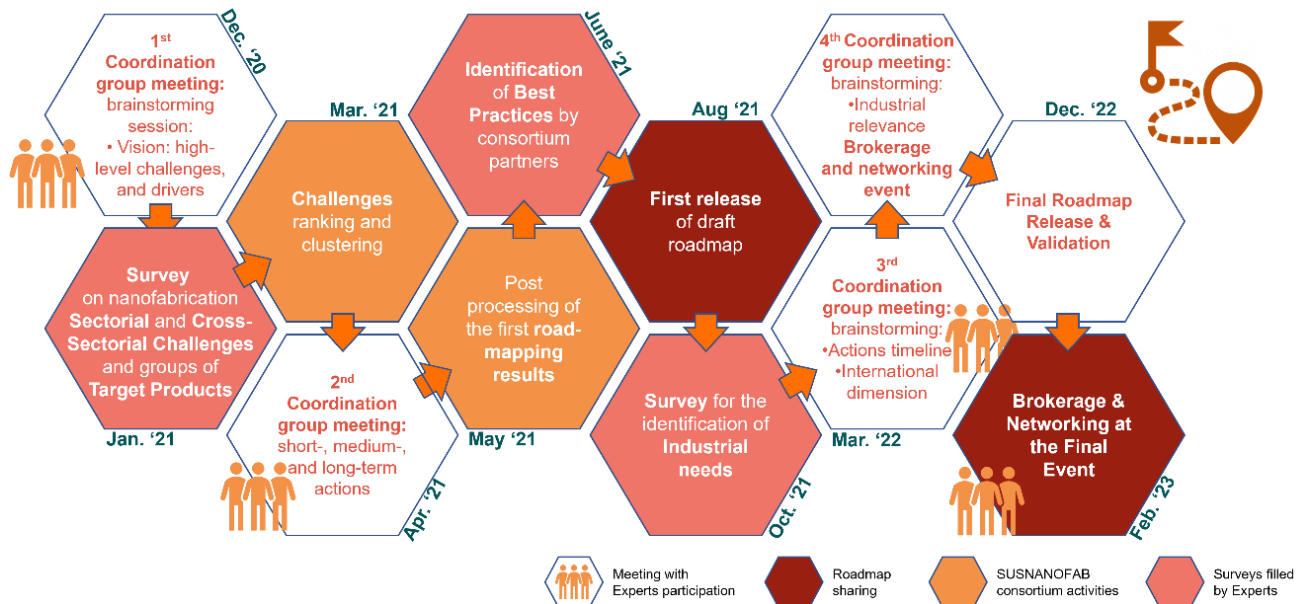 Dec. ‘20
1st
Coordination
group meeting:
brainstorming
session:
• Vision: high-
level challenges,
and drivers
Survey
on nanofabrication
Sectorial and Cross-
Sectorial Challenges
and groups of
Target Products
Jan. ‘21
Mar. ‘21
Challenges
ranking and
clustering
2nd
Coordination
group meeting:
short-, medium-,
and long-term
actions
Apr. ‘21
Post
processing of
the first road-
mapping
results
May ‘21
June ‘21
Identification
of Best
Practices by
consortium
partners
Aug ‘21
First release
of draft
roadmap
Survey for the
identification of
Industrial
needs
Oct. ‘21
3rd
Coordination
group meeting:
brainstorming:
•Actions timeline
•International
dimension
Mar. ‘22
4th Coordination
group meeting:
brainstorming:
•Industrial
relevance
Brokerage
and networking
event
Dec. ‘22
Final Roadmap
Release &
Validation
Brokerage &
Networking at
the Final
Event
Feb. ‘23
Meeting with
Experts participation
Roadmap
sharing
SUSNANOFAB
consortium activities
Surveys filled
by Experts